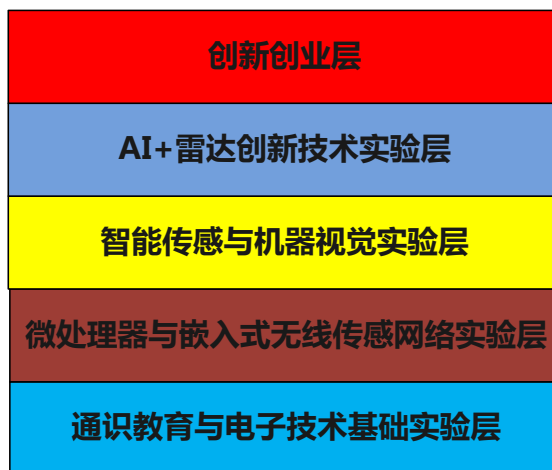 创新创业层
AI+雷达创新技术实验层
智能传感与机器视觉实验层
微处理器与嵌入式无线传感网络实验层
通识教育与电子技术基础实验层